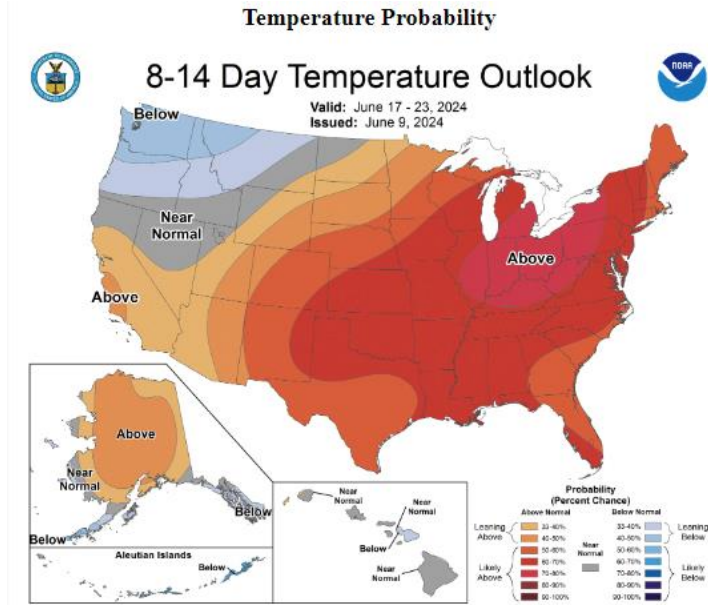 Temperature Probability
8-14 Day Temperature Outlook
NOAA
Valid: June 17 - 23, 2024
Issued: June 9, 2024
Below
Near
Normal
Above
Above
Above
Near
Normal
Below
Below
Aleutian Islands
Below
Near
Normal
Near
Normal
Below
Near
Normal
Probability
(Percent Chance)
Above Normal
Below Normal
Leaning
Above
33-40%
40-50%
Likely
Above
50-60%
60-70%
70-80%
80-90%
90-100%
Near
Normal
33-40%
40-50%
Leaning
Below
50-60%
60-70%
70-80%
80-90%
90-100%
Likely
Below